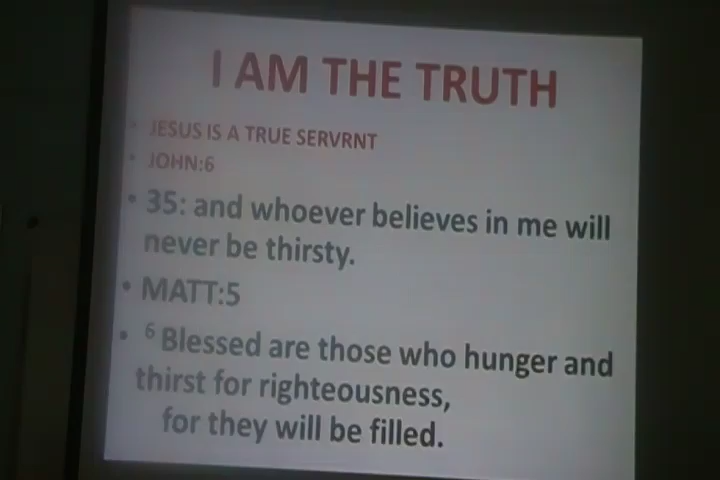 I AM THE TRUTH
• JESUS IS A TRUE SERVRNT
• JOHN:6
• 35: and whoever believes in me will
never be thirsty.
• MATT:5
• 6 Blessed are those who hunger and
thirst for righteousness,
for they will be filled.